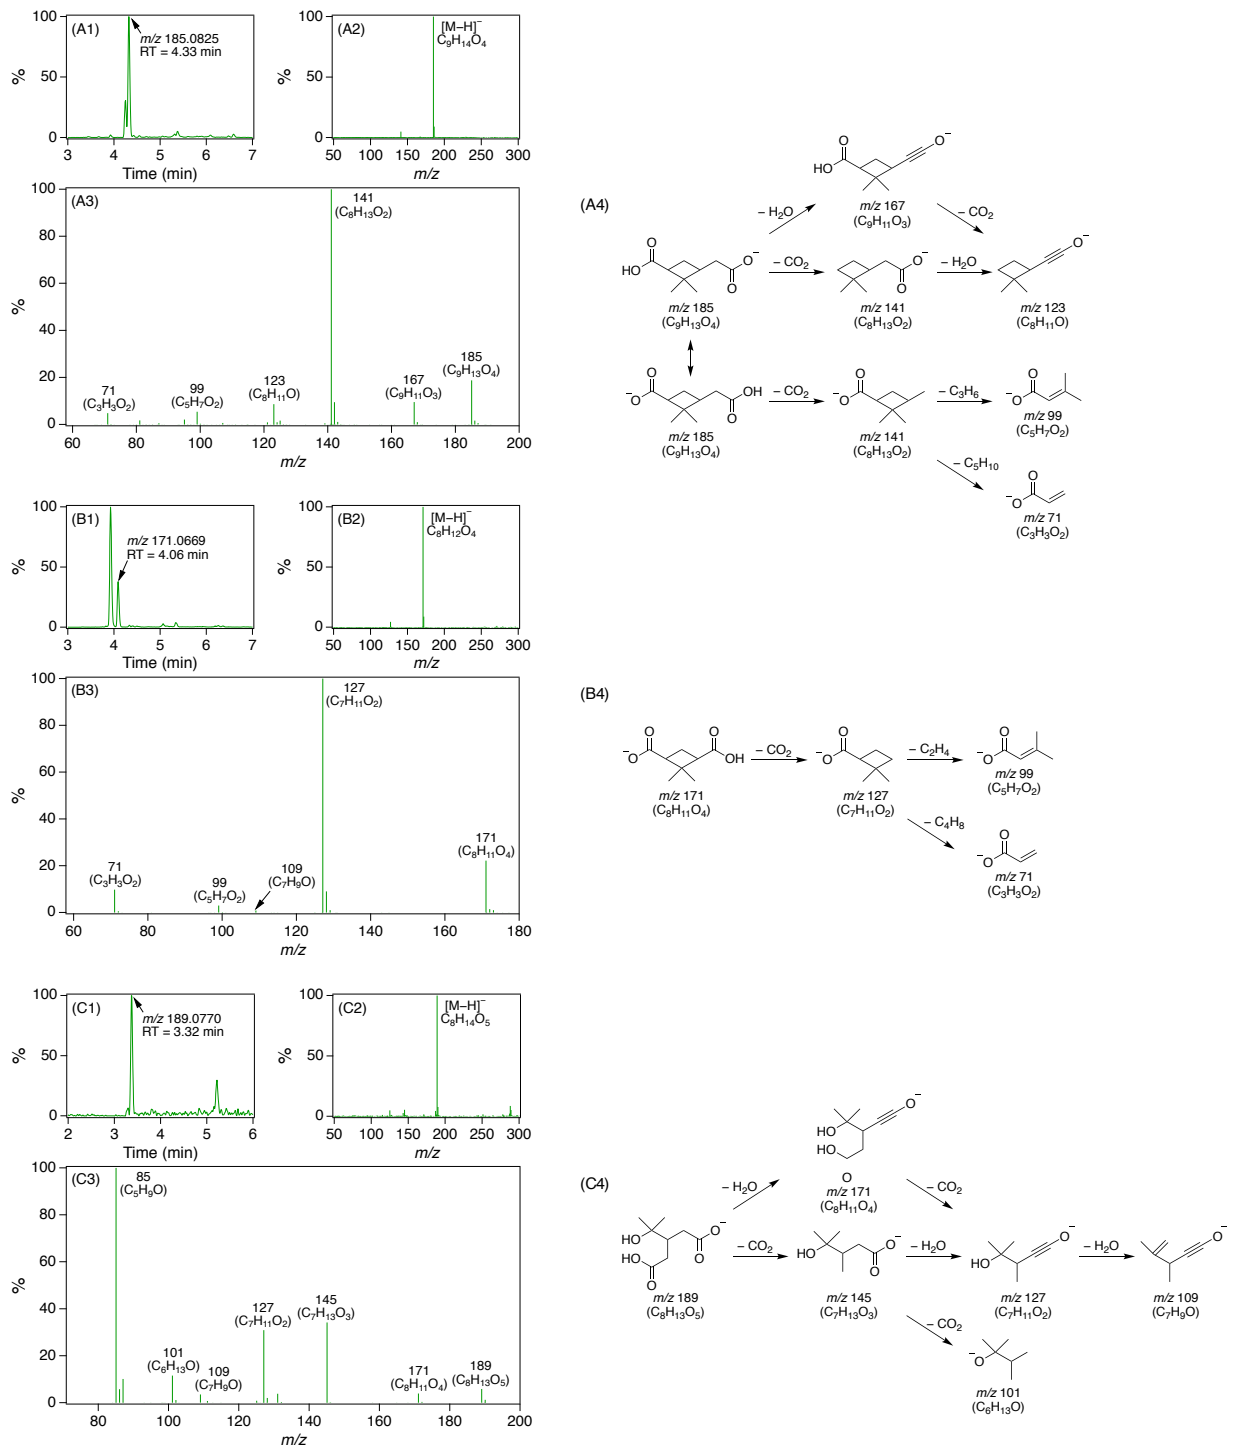 (A1)
m/z 185.0825
RT = 4.33 min
100
50
0
%
3 4 5 6 7
Time (min)
(A2)
[M–H]⁻
C₉H₁₄O₄
100
50
0
%
50 100 150 200 250 300
m/z
(A3)
100
80
60
40
20
0
%
71
(C₃H₃O₂)
99
(C₅H₇O₂)
123
(C₈H₁₁O)
141
(C₈H₁₃O₂)
167
(C₉H₁₁O₃)
185
(C₉H₁₃O₄)
60 80 100 120 140 160 180 200
m/z
(A4)
O
HO
O⁻
m/z 167
(C₉H₁₁O₃)
– H₂O
– CO₂
O
HO
O⁻
O
m/z 185
(C₉H₁₃O₄)
– CO₂
O⁻
O
m/z 141
(C₈H₁₃O₂)
– H₂O
O⁻
m/z 123
(C₈H₁₁O)
O
⁻O
OH
O
m/z 185
(C₉H₁₃O₄)
– CO₂
O
⁻O
m/z 141
(C₈H₁₃O₂)
– C₃H₆
O
⁻O
m/z 99
(C₅H₇O₂)
– C₅H₁₀
O
⁻O
m/z 71
(C₃H₃O₂)
(B1)
m/z 171.0669
RT = 4.06 min
100
50
0
%
3 4 5 6 7
Time (min)
(B2)
[M–H]⁻
C₈H₁₂O₄
100
50
0
%
50 100 150 200 250 300
m/z
(B3)
100
80
60
40
20
0
%
71
(C₃H₃O₂)
99
(C₅H₇O₂)
109
(C₇H₉O)
127
(C₇H₁₁O₂)
171
(C₈H₁₁O₄)
60 80 100 120 140 160 180
m/z
(B4)
O
⁻O
O
OH
m/z 171
(C₈H₁₁O₄)
– CO₂
O
⁻O
m/z 127
(C₇H₁₁O₂)
– C₂H₄
O
⁻O
m/z 99
(C₅H₇O₂)
– C₄H₈
O
⁻O
m/z 71
(C₃H₃O₂)
(C1)
m/z 189.0770
RT = 3.32 min
100
50
0
%
2 3 4 5 6
Time (min)
(C2)
[M–H]⁻
C₈H₁₄O₅
100
50
0
%
50 100 150 200 250 300
m/z
(C3)
100
80
60
40
20
0
%
85
(C₅H₉O)
101
(C₆H₁₃O)
109
(C₇H₉O)
127
(C₇H₁₁O₂)
145
(C₇H₁₃O₃)
171
(C₈H₁₁O₄)
189
(C₈H₁₃O₅)
80 100 120 140 160 180 200
m/z
(C4)
O⁻
HO
HO
O
m/z 171
(C₈H₁₁O₄)
– H₂O
– CO₂
HO
HO
O
O⁻
O
m/z 189
(C₈H₁₃O₅)
– CO₂
HO
O⁻
O
m/z 145
(C₇H₁₃O₃)
– H₂O
HO
O⁻
m/z 127
(C₇H₁₁O₂)
– H₂O
O⁻
m/z 109
(C₇H₉O)
– CO₂
⁻O
m/z 101
(C₆H₁₃O)